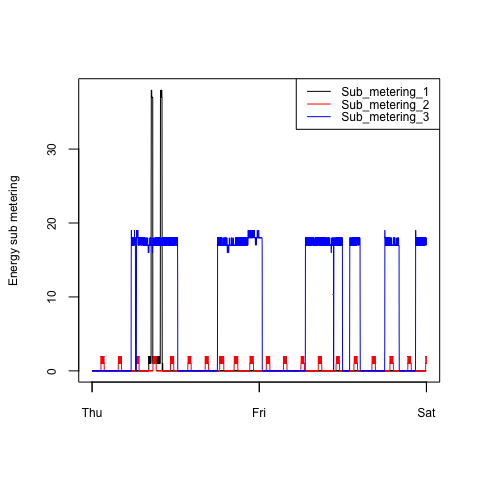 Sub_metering_1
Sub_metering_2
Sub_metering_3
Energy sub metering
30
20
10
0
Thu Fri Sat